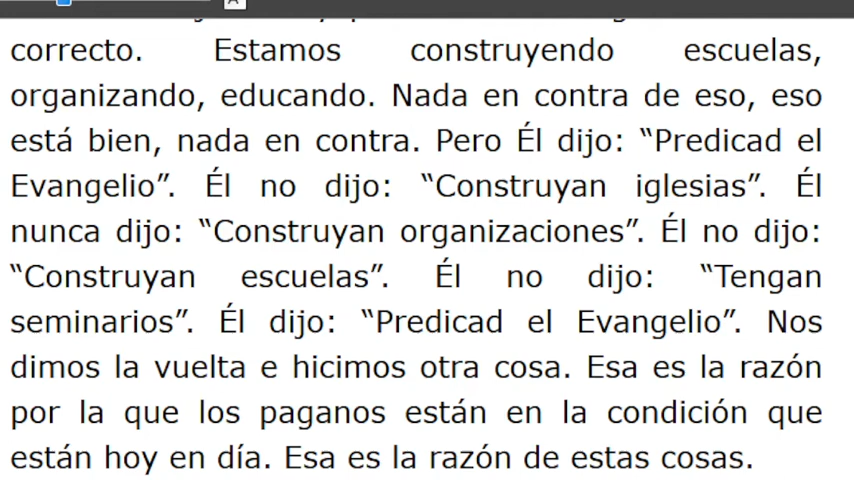 correcto. Estamos construyendo escuelas,
organizando, educando. Nada en contra de eso, eso
está bien, nada en contra. Pero Él dijo: “Predicad el
Evangelio”. Él no dijo: “Construyan iglesias”. Él
nunca dijo: “Construyan organizaciones”. Él no dijo:
“Construyan escuelas”. Él no dijo: “Tengan
seminarios”. Él dijo: “Predicad el Evangelio”. Nos
dimos la vuelta e hicimos otra cosa. Esa es la razón
por la que los paganos están en la condición que
están hoy en día. Esa es la razón de estas cosas.